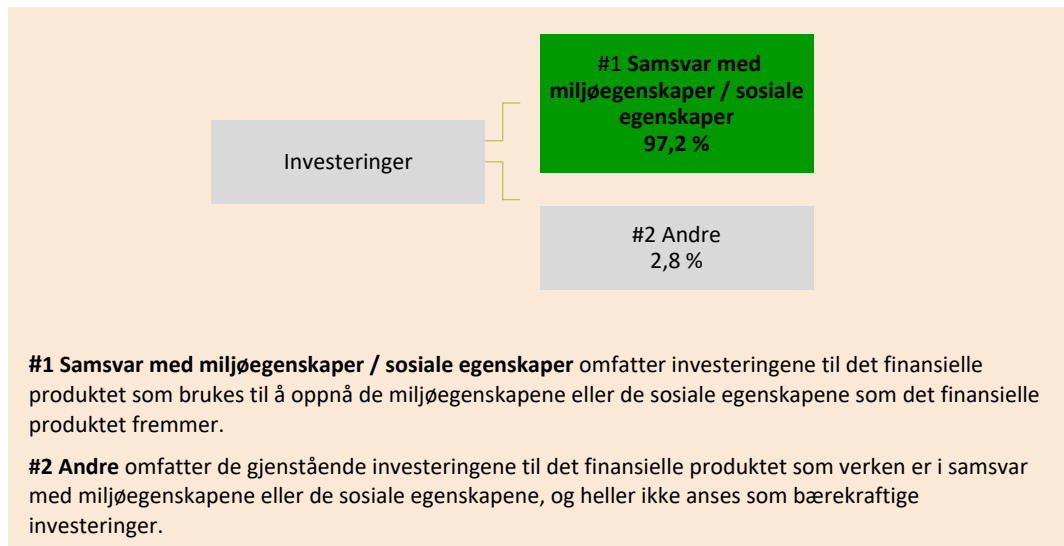 #1 Samsvar med
miljøegenskaper / sosiale
egenskaper
97,2 %
Investeringer
#2 Andre
2,8 %
#1 Samsvar med miljøegenskaper / sosiale egenskaper omfatter investeringene til det finansielle
produktet som brukes til å oppnå de miljøegenskapene eller de sosiale egenskapene som det finansielle
produktet fremmer.
#2 Andre omfatter de gjenstående investeringene til det finansielle produktet som verken er i samsvar
med miljøegenskapene eller de sosiale egenskapene, og heller ikke anses som bærekraftige
investeringer.